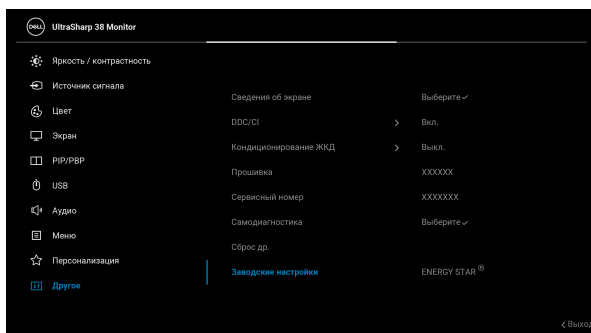 DELL UltraSharp 38 Monitor
Яркость / контрастность
Источник сигнала
Цвет
Экран
PIP/PBP
USB
Аудио
Меню
Персонализация
Другое
Сведения об экране Выберите
DDC/CI Вкл.
Кондиционирование ЖКД Выкл.
Прошивка XXXXXX
Сервисный номер XXXXXXX
Самодиагностика Выберите
Сброс др.
Заводские настройки ENERGY STAR ®
Выход